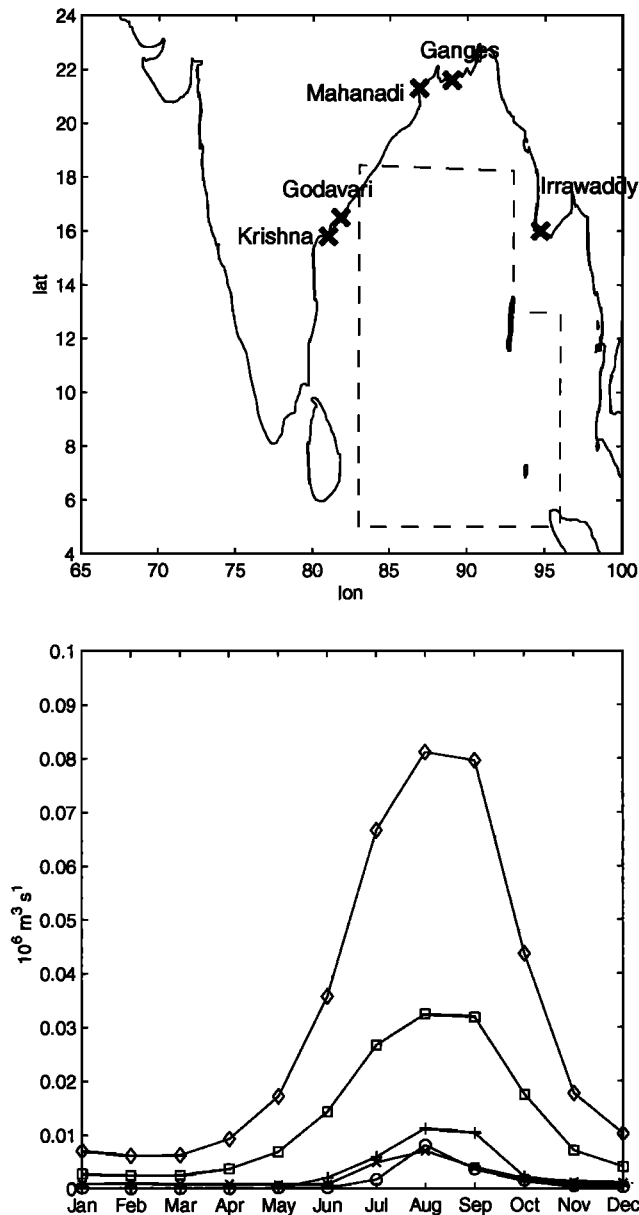 24
22
20
18
16
14
12
10
8
6
4
lat
Ganges
Mahanadi
Godavari
Irrawaddy
Krishna
65 70 75 80 85 90 95 100
lon
0.1
0.09
0.08
0.07
0.06
0.05
0.04
0.03
0.02
0.01
0
10⁶ m³ s¹
Jan Feb Mar Apr May Jun Jul Aug Sep Oct Nov Dec